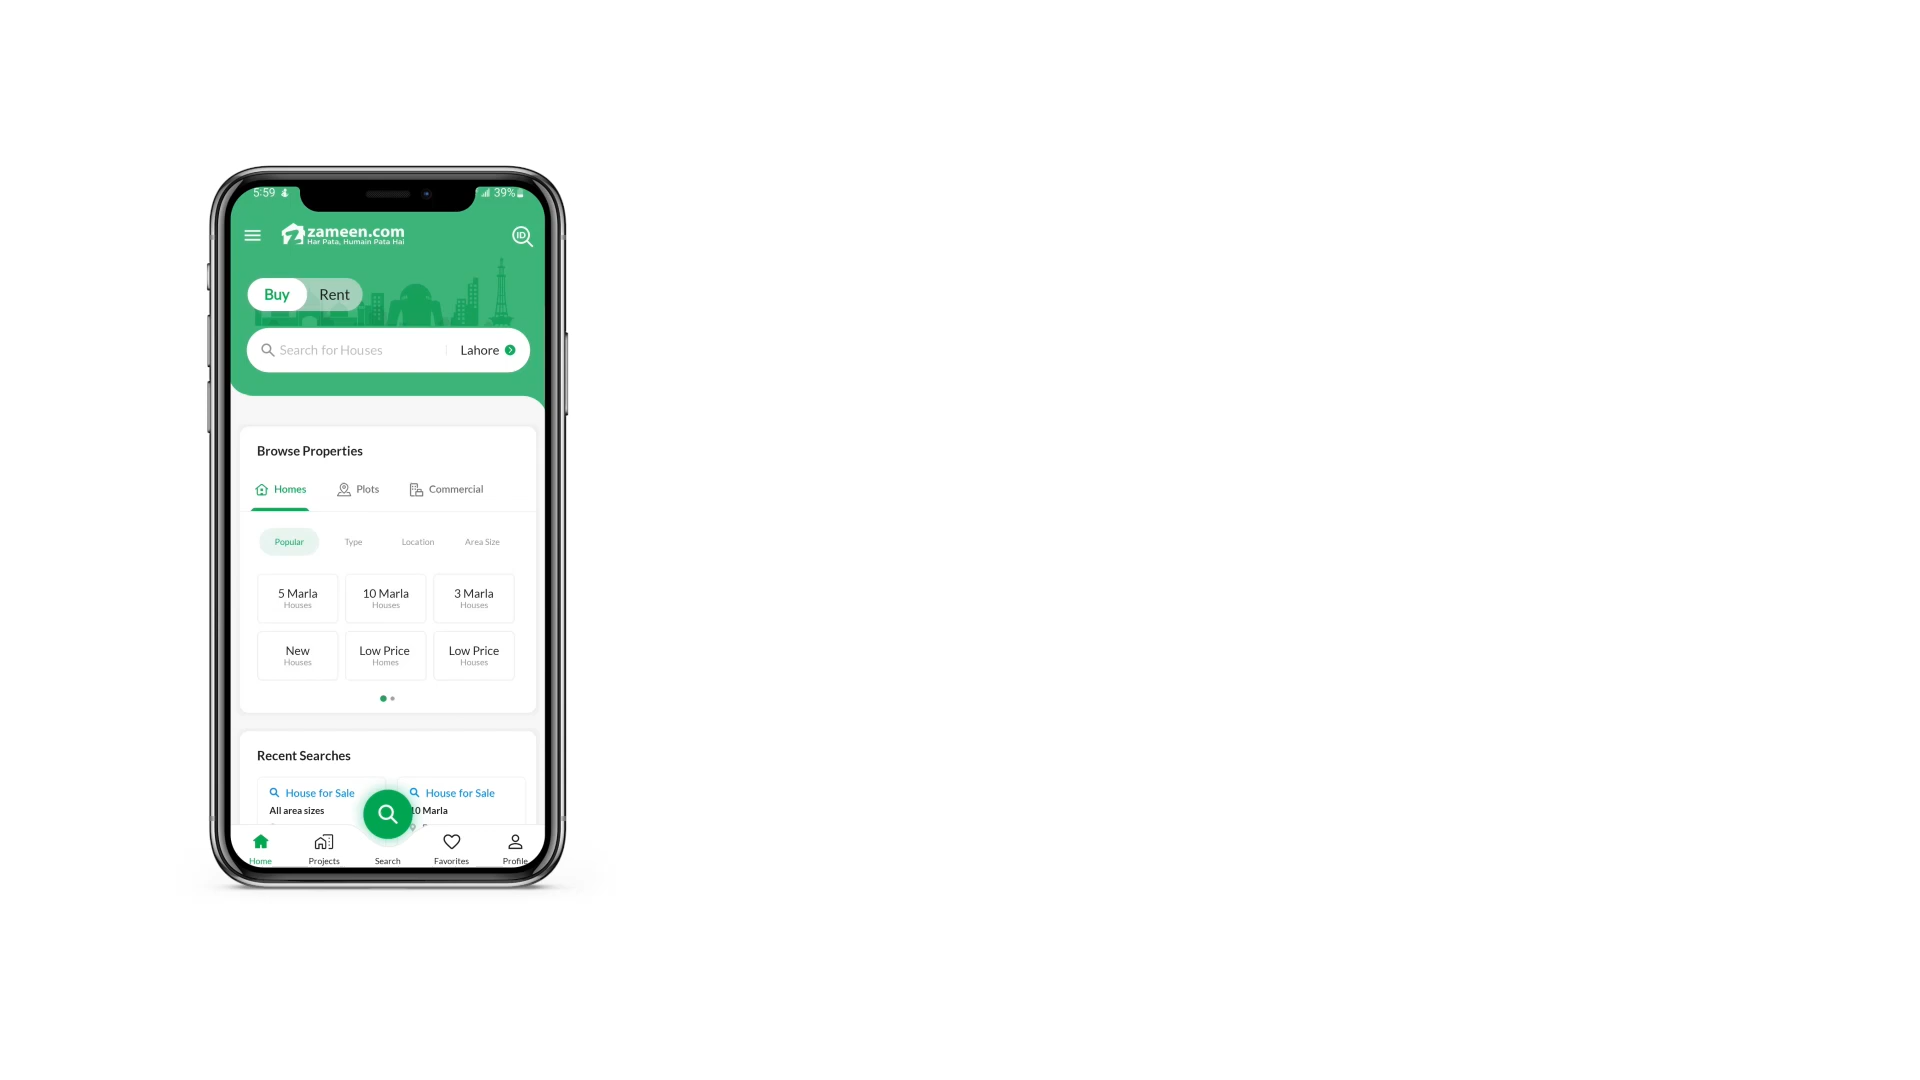 5:59
39%
zameen.com
Har Pata, Humain Pata Hai
ID
Buy Rent
Search for Houses Lahore
Browse Properties
Homes Plots Commercial
Popular Type Location Area Size
5 Marla 10 Marla 3 Marla
Houses Houses Houses
New Low Price Low Price
Houses Homes Houses
Recent Searches
House for Sale House for Sale
All area sizes 10 Marla
Home Projects Search Favorites Profile